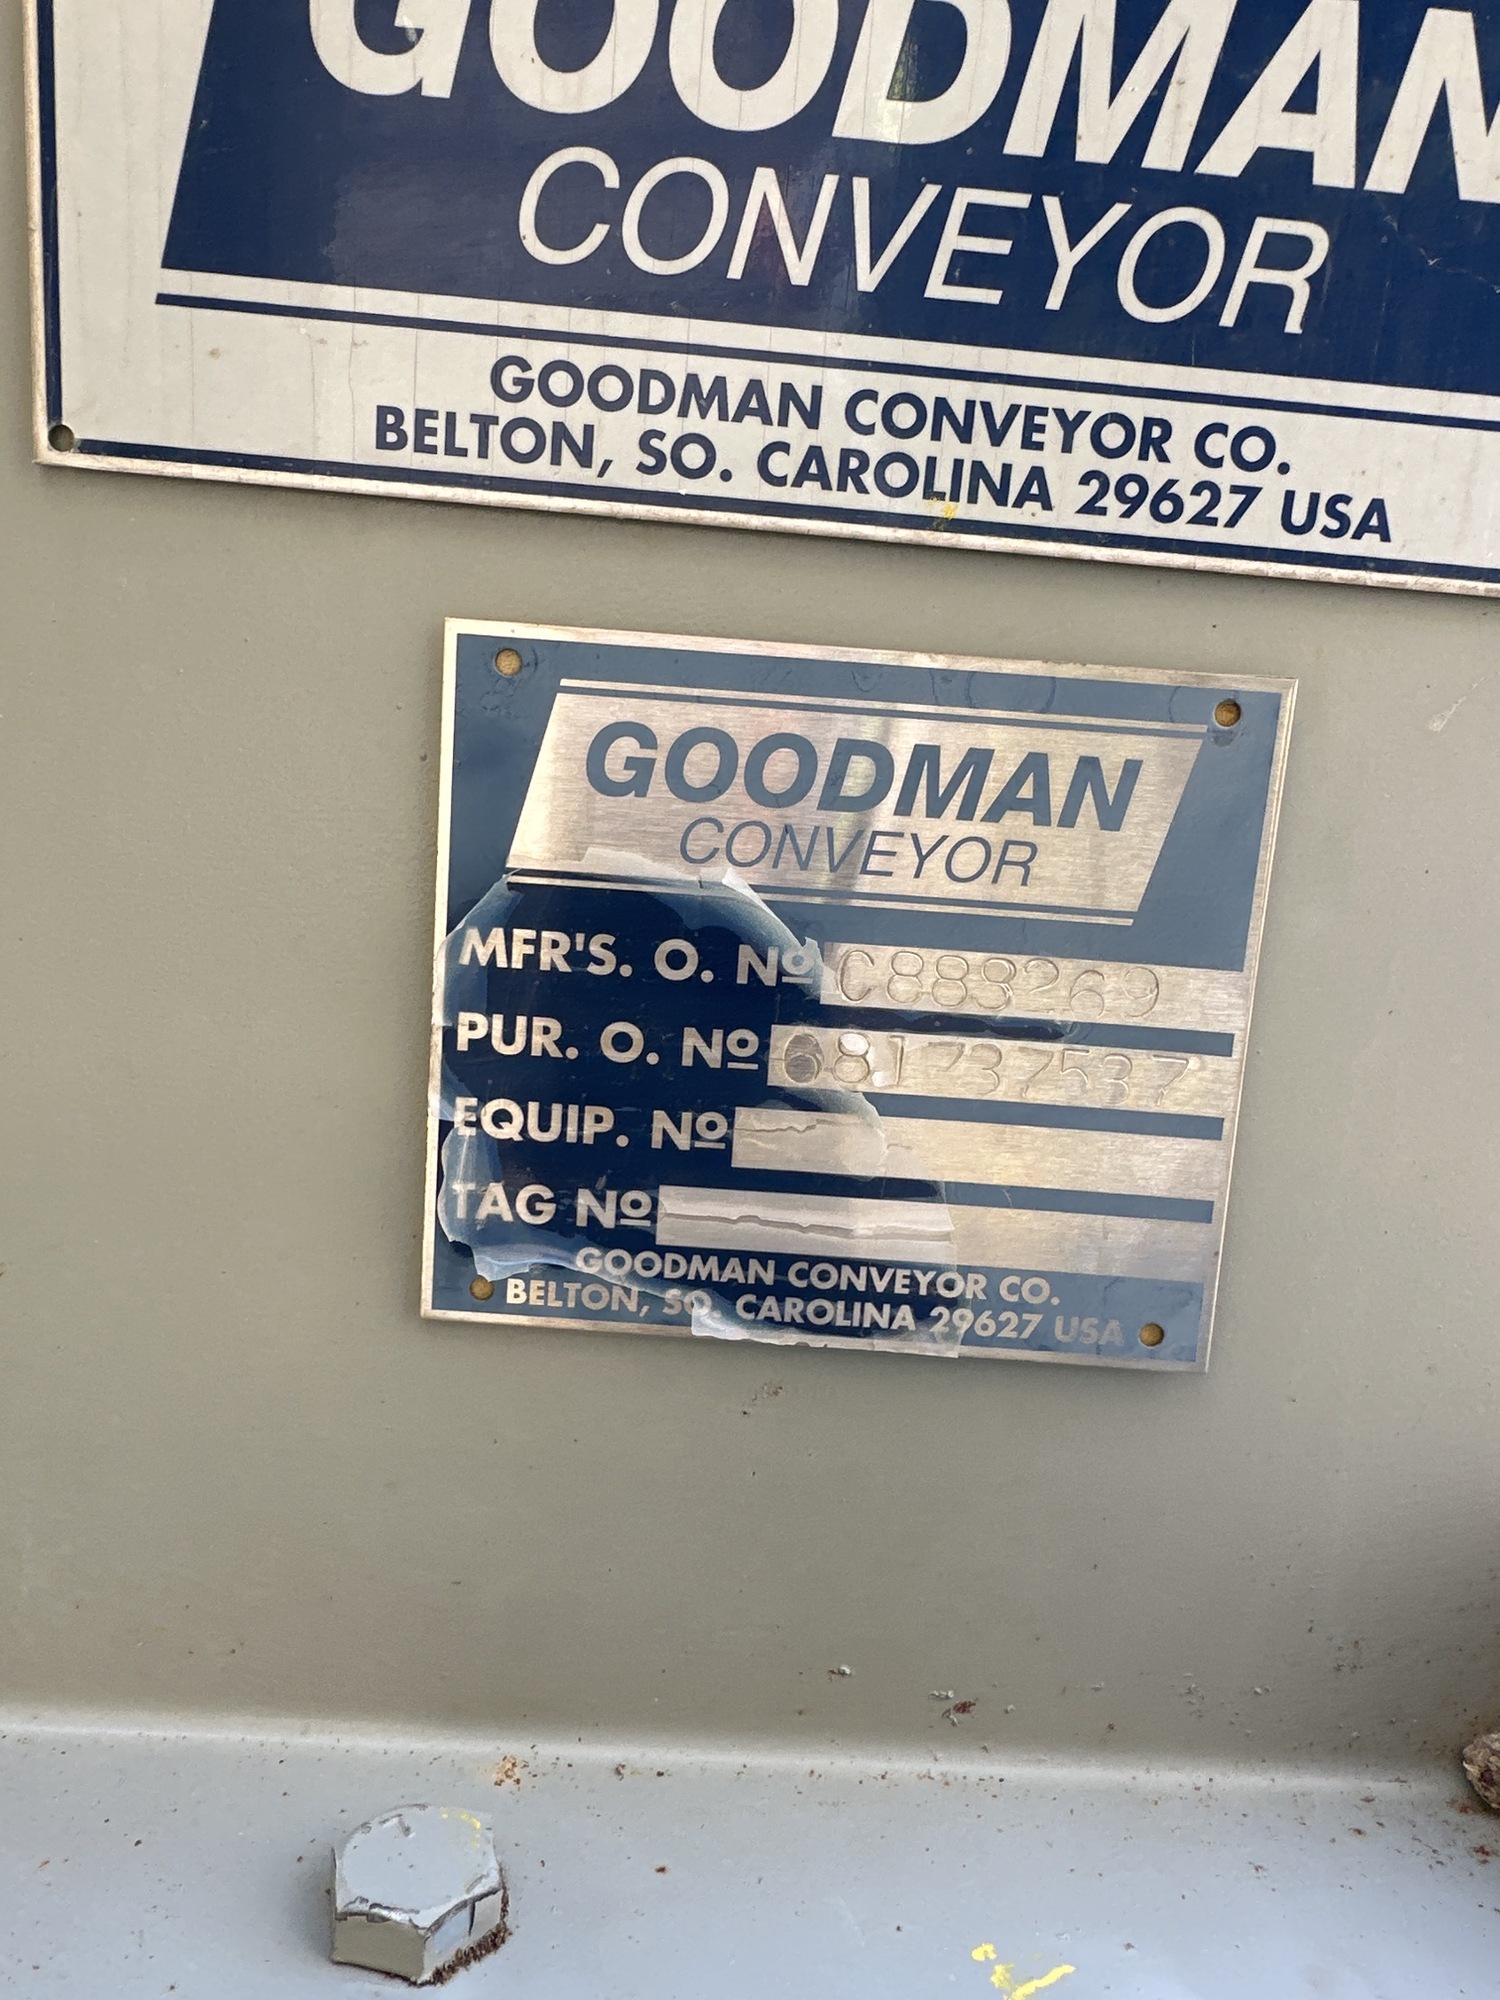 GOODMAN
CONVEYOR
GOODMAN CONVEYOR CO.
BELTON, SO. CAROLINA 29627 USA
GOODMAN
CONVEYOR
MFR'S. O. Nº C888269
PUR. O. Nº 681737537
EQUIP. Nº
TAG Nº
GOODMAN CONVEYOR CO.
BELTON, SO. CAROLINA 29627 USA